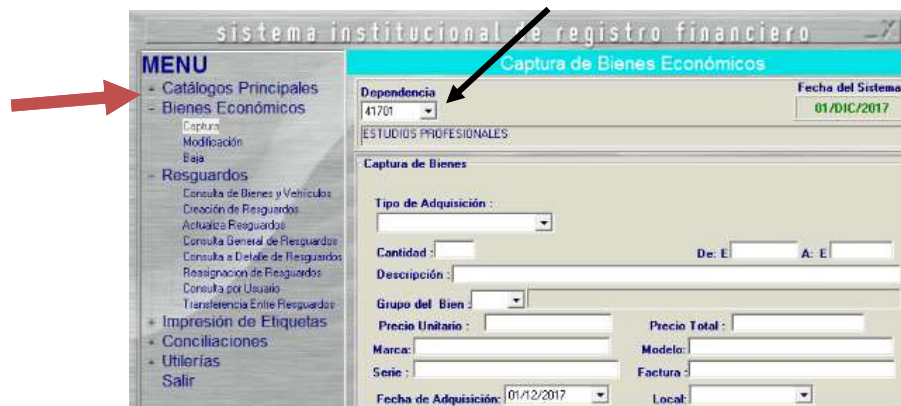 sistema institucional de registro financiero
MENU
Captura de Bienes Económicos
+ Catálogos Principales
- Bienes Económicos
Captura
Modificación
Baja
- Resguardos
Consulta de Bienes y Vehículos
Creación de Resguardos
Actualiza Resguardos
Consulta General de Resguardos
Consulta a Detalle de Resguardos
Reasignacion de Resguardos
Consulta por Usuario
Transferencia Entre Resguardos
+ Impresión de Etiquetas
+ Conciliaciones
+ Utilerías
Salir
Dependencia
41701
ESTUDIOS PROFESIONALES
Fecha del Sistema
01/DIC/2017
Captura de Bienes
Tipo de Adquisición :
Cantidad :
De: E
A: E
Descripción :
Grupo del Bien :
Precio Unitario :
Precio Total :
Marca:
Modelo:
Serie :
Factura :
Fecha de Adquisición: 01/12/2017
Local: